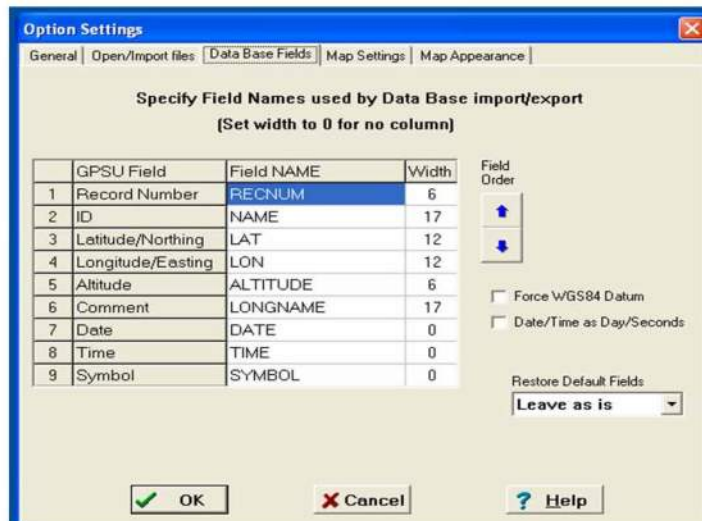 Option Settings
General Open/Import files Data Base Fields Map Settings Map Appearance
Specify Field Names used by Data Base import/export
(Set width to 0 for no column)
GPSU Field Field NAME Width
1 Record Number RECNUM 6
2 ID NAME 17
3 Latitude/Northing LAT 12
4 Longitude/Easting LON 12
5 Altitude ALTITUDE 6
6 Comment LONGNAME 17
7 Date DATE 0
8 Time TIME 0
9 Symbol SYMBOL 0
Field
Order
Force WGS84 Datum
Date/Time as Day/Seconds
Restore Default Fields
Leave as is
OK Cancel Help